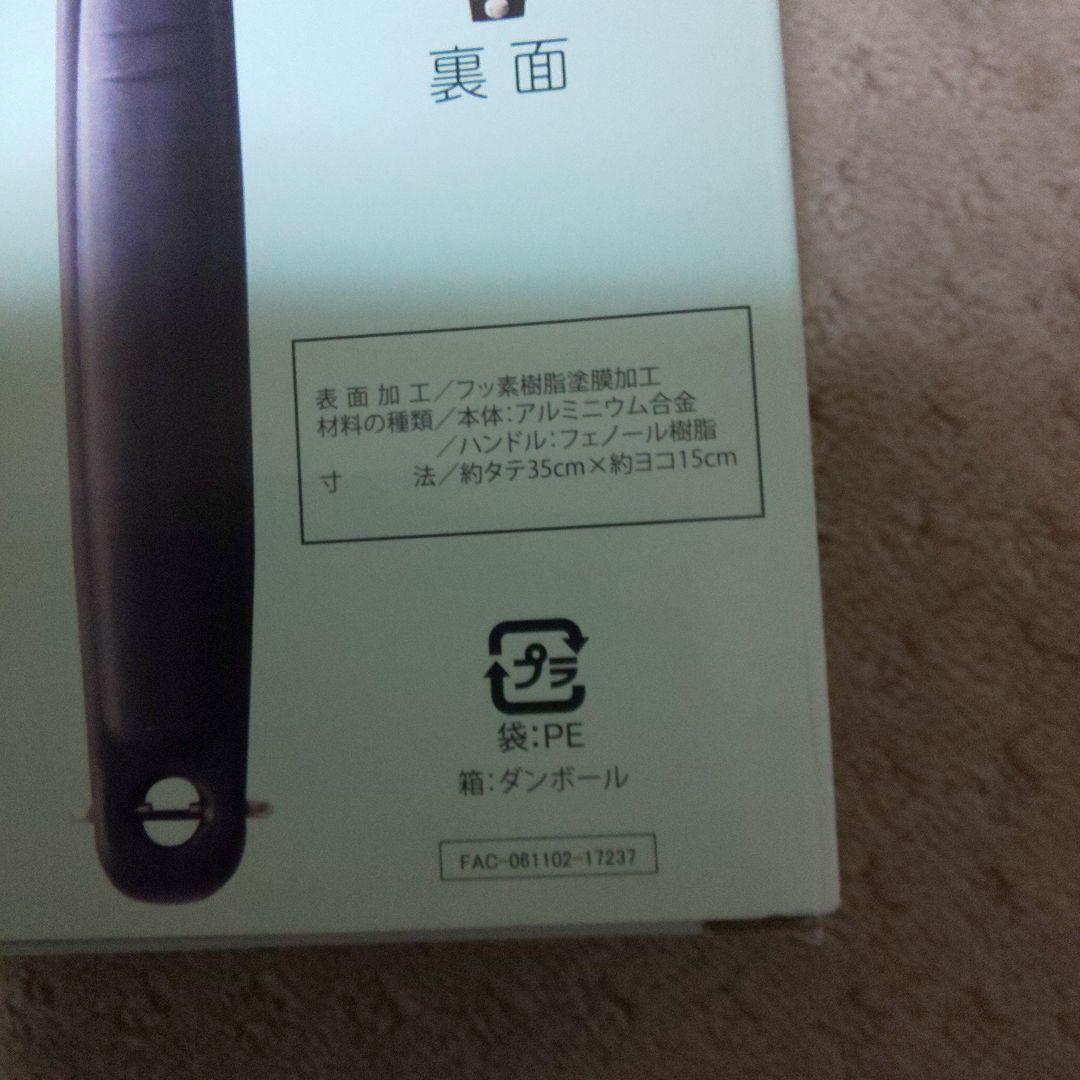 裏面
表面加工／フッ素樹脂塗膜加工
材料の種類／本体：アルミニウム合金
／ハンドル：フェノール樹脂
寸法／約タテ35cm×約ヨコ15cm
プラ
袋：PE
箱：ダンボール
FAC-061102-17237